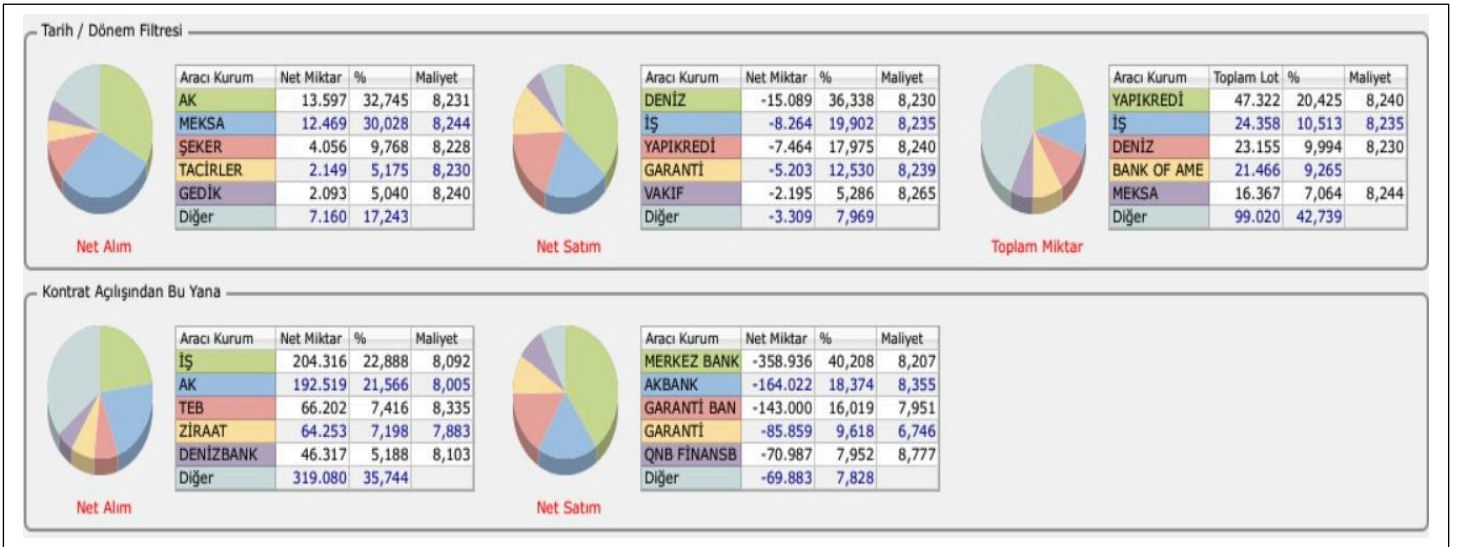 Tarih / Dönem Filtresi
Aracı Kurum Net Miktar % Maliyet
AK 13.597 32,745 8,231
MEKSA 12.469 30,028 8,244
ŞEKER 4.056 9,768 8,228
TACİRLER 2.149 5,175 8,230
GEDİK 2.093 5,040 8,240
Diğer 7.160 17,243
Net Alım
Aracı Kurum Net Miktar % Maliyet
DENİZ -15.089 36,338 8,230
İŞ -8.264 19,902 8,235
YAPIKREDİ -7.464 17,975 8,240
GARANTİ -5.203 12,530 8,239
VAKIF -2.195 5,286 8,265
Diğer -3.309 7,969
Net Satım
Aracı Kurum Toplam Lot % Maliyet
YAPIKREDİ 47.322 20,425 8,240
İŞ 24.358 10,513 8,235
DENİZ 23.155 9,994 8,230
BANK OF AME 21.466 9,265
MEKSA 16.367 7,064 8,244
Diğer 99.020 42,739
Toplam Miktar
Kontrat Açılışından Bu Yana
Aracı Kurum Net Miktar % Maliyet
İŞ 204.316 22,888 8,092
AK 192.519 21,566 8,005
TEB 66.202 7,416 8,335
ZİRAAT 64.253 7,198 7,883
DENİZBANK 46.317 5,188 8,103
Diğer 319.080 35,744
Net Alım
Aracı Kurum Net Miktar % Maliyet
MERKEZ BANK -358.936 40,208 8,207
AKBANK -164.022 18,374 8,355
GARANTİ BAN -143.000 16,019 7,951
GARANTİ -85.859 9,618 6,746
QNB FİNANSB -70.987 7,952 8,777
Diğer -69.883 7,828
Net Satım